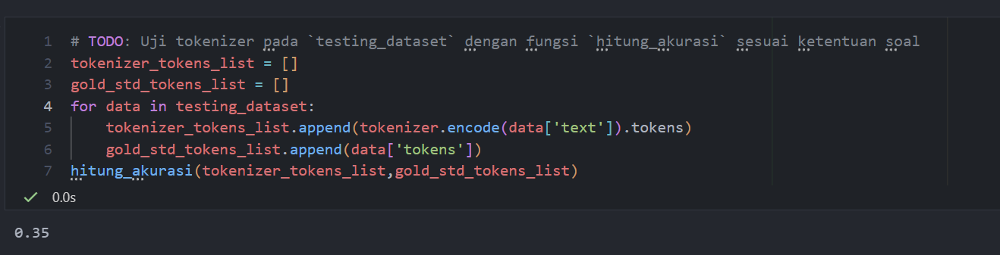 1 # TODO: Uji tokenizer pada `testing_dataset` dengan fungsi `hitung_akurasi` sesuai ketentuan soal
2 tokenizer_tokens_list = []
3 gold_std_tokens_list = []
4 for data in testing_dataset:
5     tokenizer_tokens_list.append(tokenizer.encode(data['text']).tokens)
6     gold_std_tokens_list.append(data['tokens'])
7 hitung_akurasi(tokenizer_tokens_list,gold_std_tokens_list)
0.0s
0.35